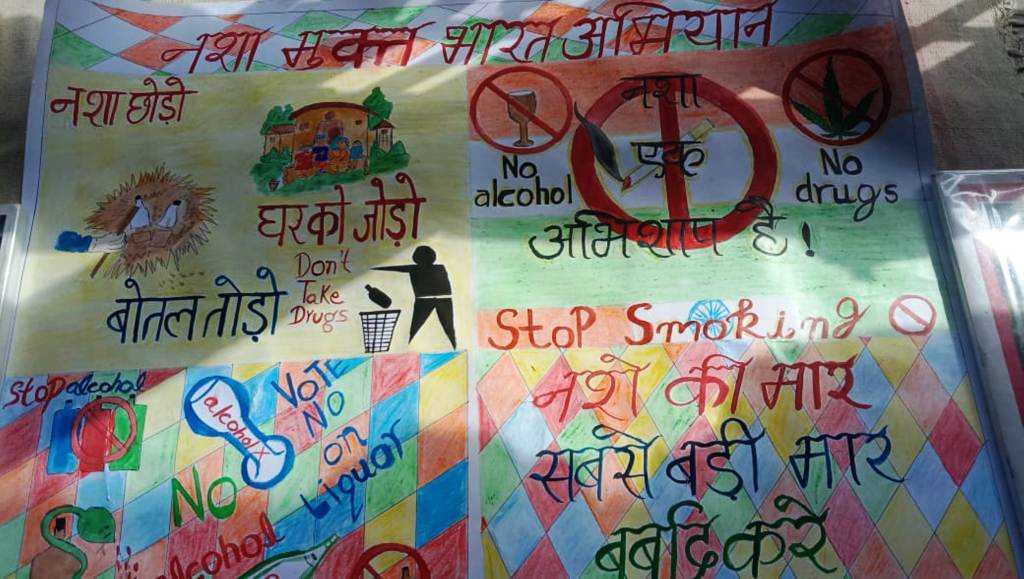 नशा मुक्त भारत अभियान
नशा छोड़ो
घर को जोड़ो
बोतल तोड़ो
Don't
Take
Drugs
No
alcohol
नशा
एक
अभिशाप है!
No
drugs
Stop Smoking
Stop alcohol
alcohol
VOTE
NO
on
Liquor
NO
alcohol
नशे की मार
सबसे बड़ी मार
बर्बाद करे